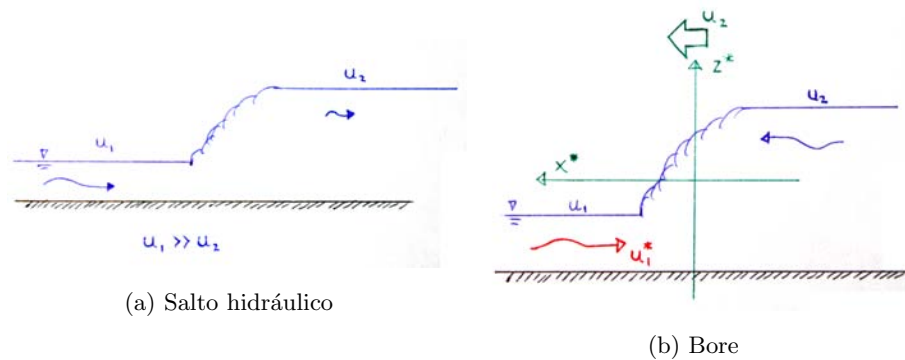 u₁
u₂
u₁ >> u₂
(a) Salto hidráulico
u₂
z*
u₂
x*
u₁
u₁*
(b) Bore